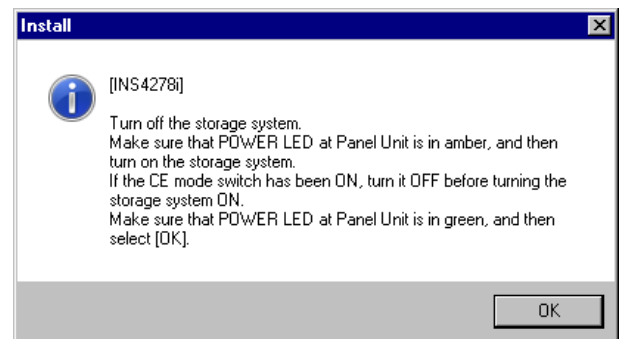 Install
[INS4278i]
Turn off the storage system.
Make sure that POWER LED at Panel Unit is in amber, and then
turn on the storage system.
If the CE mode switch has been ON, turn it OFF before turning the
storage system ON.
Make sure that POWER LED at Panel Unit is in green, and then
select [OK].
OK